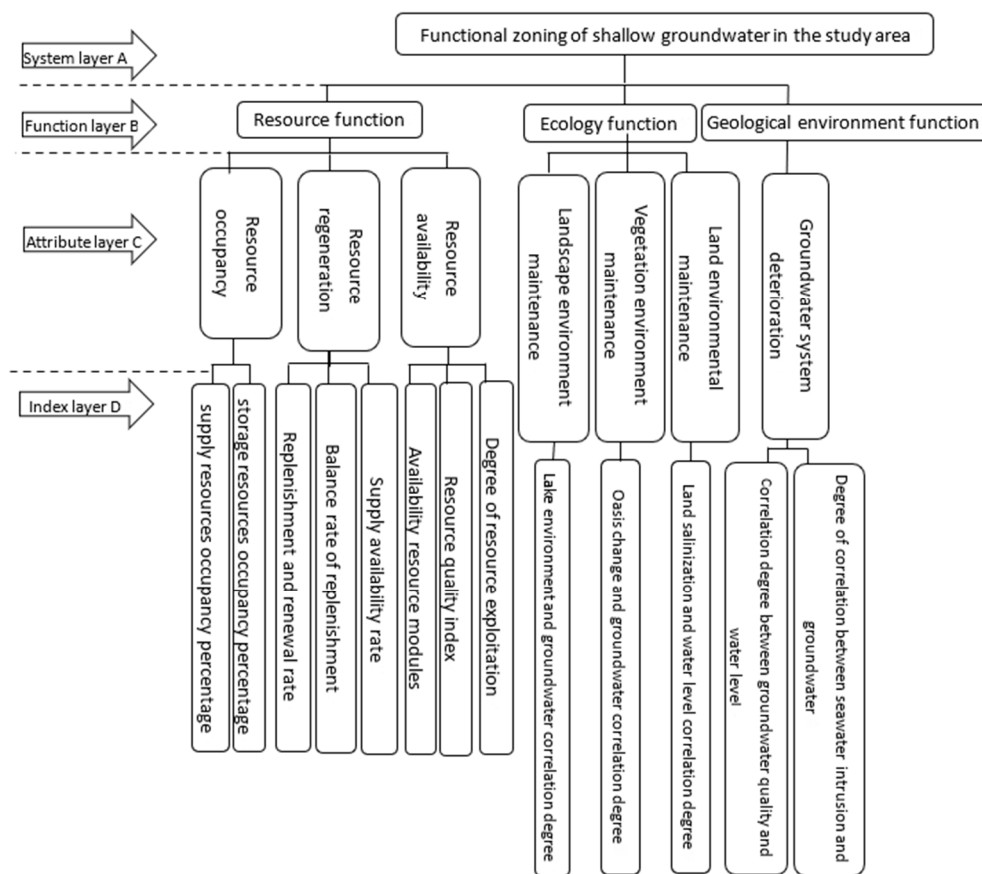 Functional zoning of shallow groundwater in the study area
System layer A
Function layer B
Resource function
Ecology function
Geological environment function
Attribute layer C
Resource
occupancy
Resource
regeneration
Resource
availability
Landscape environment
maintenance
Vegetation environment
maintenance
Land environmental
maintenance
Groundwater system
deterioration
Index layer D
supply resources occupancy percentage
storage resources occupancy percentage
Replenishment and renewal rate
Balance rate of replenishment
Supply availability rate
Availability resource modules
Resource quality index
Degree of resource exploitation
Lake environment and groundwater correlation degree
Oasis change and groundwater correlation degree
Land salinization and water level correlation degree
Correlation degree between groundwater quality and
water level
Degree of correlation between seawater intrusion and
groundwater